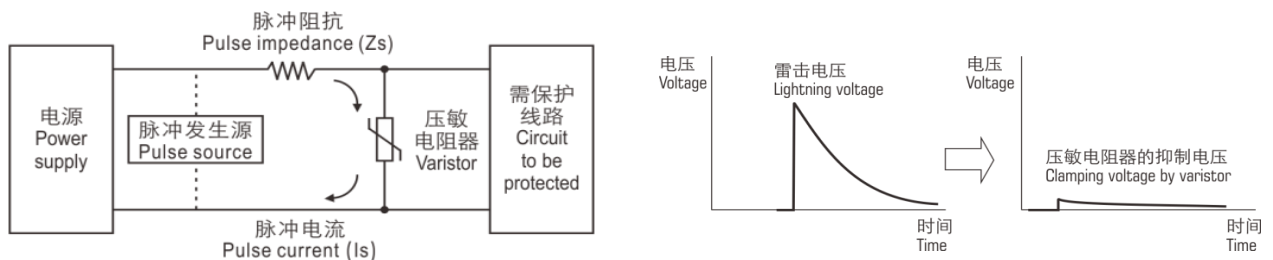 脉冲阻抗
Pulse impedance (Zs)
电源
Power
supply
脉冲发生源
Pulse source
压敏
电阻器
Varistor
需保护
线路
Circuit
to be
protected
脉冲电流
Pulse current (Is)
电压
Voltage
雷击电压
Lightning voltage
时间
Time
电压
Voltage
压敏电阻器的抑制电压
Clamping voltage by varistor
时间
Time